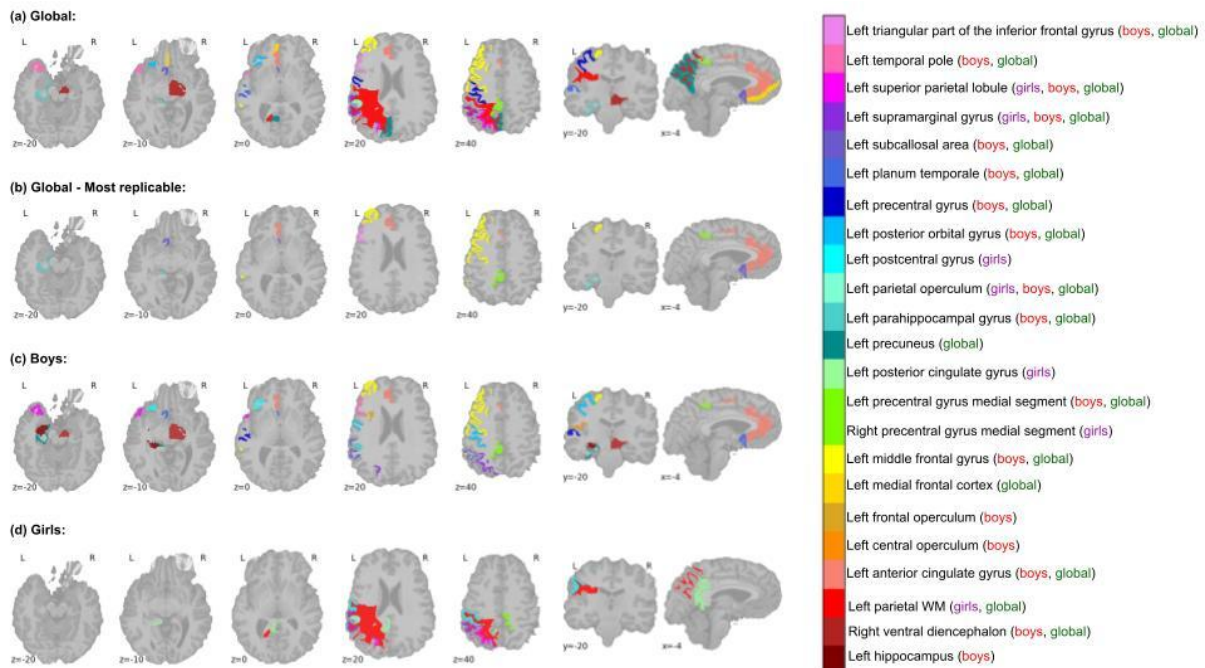 (a) Global:
L R L R L R L R L R L R
z=-20 z=-10 z=0 z=20 z=40 y=-20 x=-4
(b) Global - Most replicable:
L R L R L R L R L R L R
z=-20 z=-10 z=0 z=20 z=40 y=-20 x=-4
(c) Boys:
L R L R L R L R L R L R
z=-20 z=-10 z=0 z=20 z=40 y=-20 x=-4
(d) Girls:
L R L R L R L R L R L R
z=-20 z=-10 z=0 z=20 z=40 y=-20 x=-4
Left triangular part of the inferior frontal gyrus (boys, global)
Left temporal pole (boys, global)
Left superior parietal lobule (girls, boys, global)
Left supramarginal gyrus (girls, boys, global)
Left subcallosal area (boys, global)
Left planum temporale (boys, global)
Left precentral gyrus (boys, global)
Left posterior orbital gyrus (boys, global)
Left postcentral gyrus (girls)
Left parietal operculum (girls, boys, global)
Left parahippocampal gyrus (boys, global)
Left precuneus (global)
Left posterior cingulate gyrus (girls)
Left precentral gyrus medial segment (boys, global)
Right precentral gyrus medial segment (girls)
Left middle frontal gyrus (boys, global)
Left medial frontal cortex (global)
Left frontal operculum (boys)
Left central operculum (boys)
Left anterior cingulate gyrus (boys, global)
Left parietal WM (girls, global)
Right ventral diencephalon (boys, global)
Left hippocampus (boys)